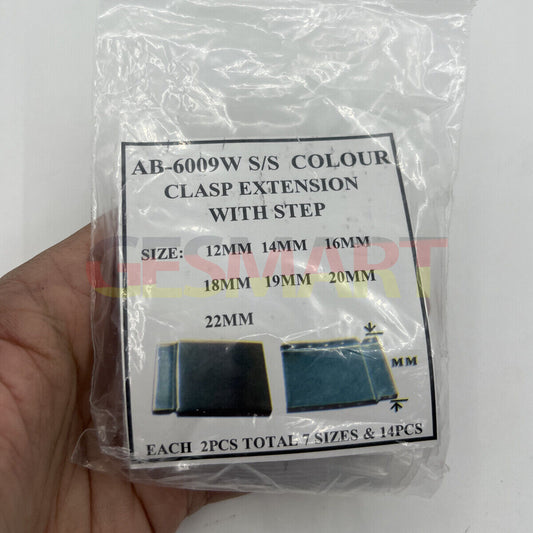 AB-6009W S/S COLOUR
CLASP EXTENSION
WITH STEP
SIZE: 12MM 14MM 16MM
GESMART
18MM 19MM 20MM
22MM
MM
EACH 2PCS TOTAL 7 SIZES & 14PCS